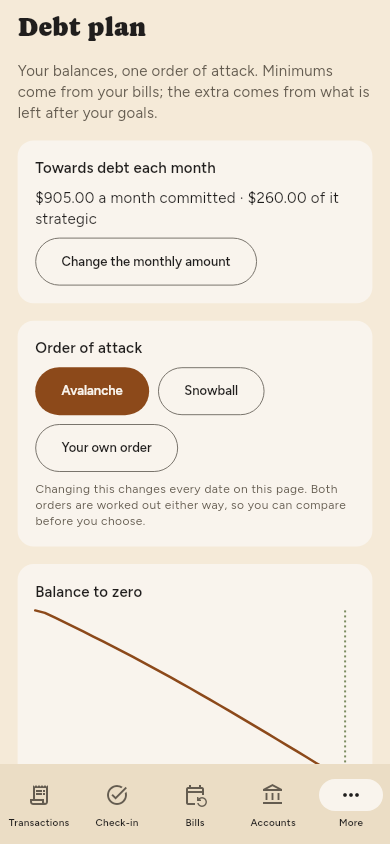 Debt plan
Your balances, one order of attack. Minimums
come from your bills; the extra comes from what is
left after your goals.
Towards debt each month
$905.00 a month committed · $260.00 of it
strategic
Change the monthly amount
Order of attack
Avalanche
Snowball
Your own order
Changing this changes every date on this page. Both
orders are worked out either way, so you can compare
before you choose.
Balance to zero
Transactions
Check-in
Bills
Accounts
More